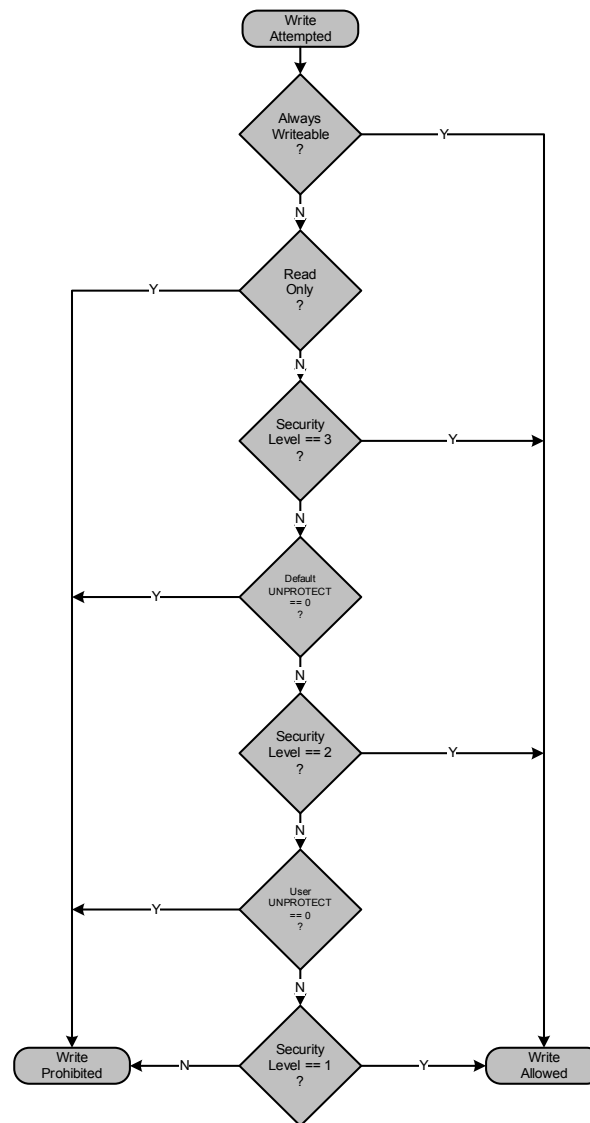 Write
Attempted
Always
Writeable
?
Y
N
Read
Only
?
Y
N
Security
Level == 3
?
Y
N
Default
UNPROTECT
== 0
?
Y
N
Security
Level == 2
?
Y
N
User
UNPROTECT
== 0
?
Y
N
Security
Level == 1
?
N
Y
Write
Prohibited
Write
Allowed